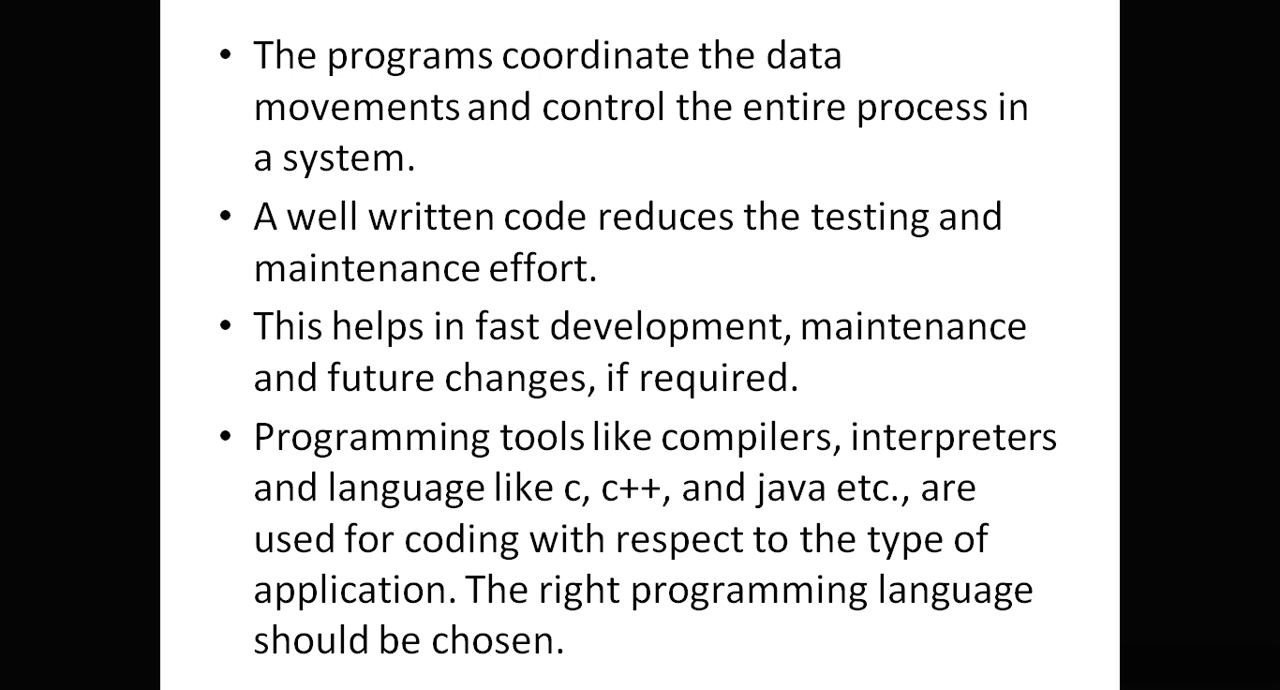 • The programs coordinate the data
movements and control the entire process in
a system.
• A well written code reduces the testing and
maintenance effort.
• This helps in fast development, maintenance
and future changes, if required.
• Programming tools like compilers, interpreters
and language like c, c++, and java etc., are
used for coding with respect to the type of
application. The right programming language
should be chosen.